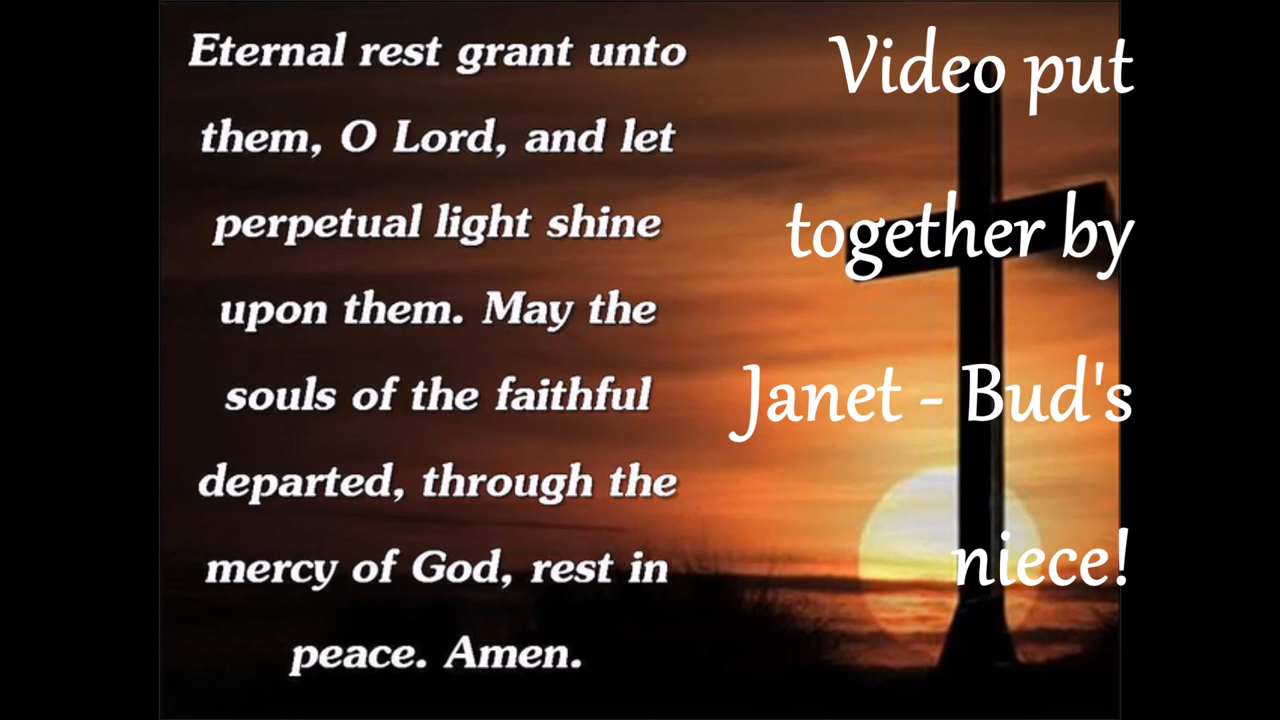 Eternal rest grant unto
them, O Lord, and let
perpetual light shine
upon them. May the
souls of the faithful
departed, through the
mercy of God, rest in
peace. Amen.
Video put
together by
Janet - Bud's
niece!